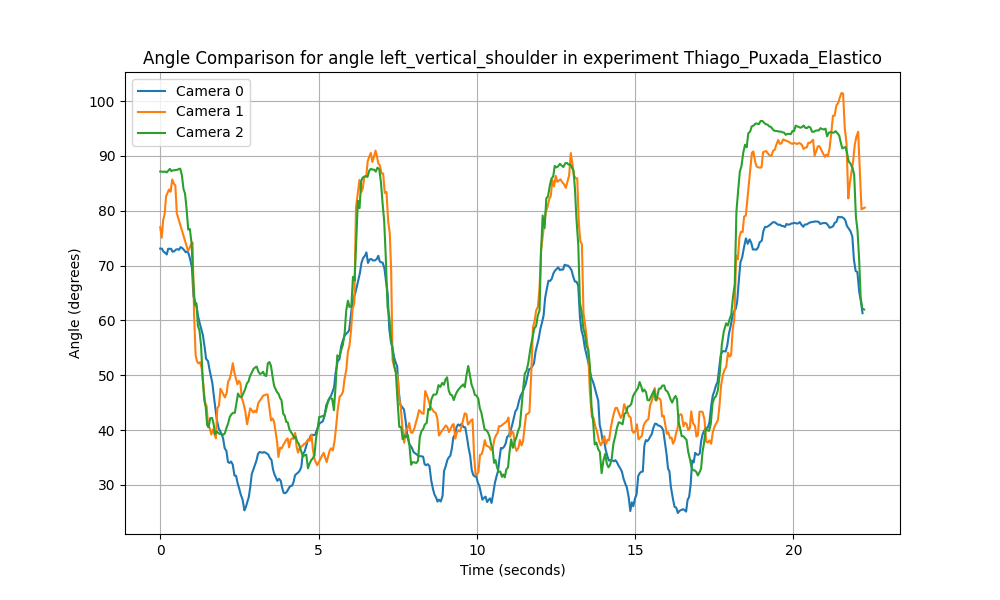 Angle Comparison for angle left_vertical_shoulder in experiment Thiago_Puxada_Elastico
Camera 0
Camera 1
Camera 2
100
90
80
70
60
50
40
30
Angle (degrees)
0 5 10 15 20
Time (seconds)